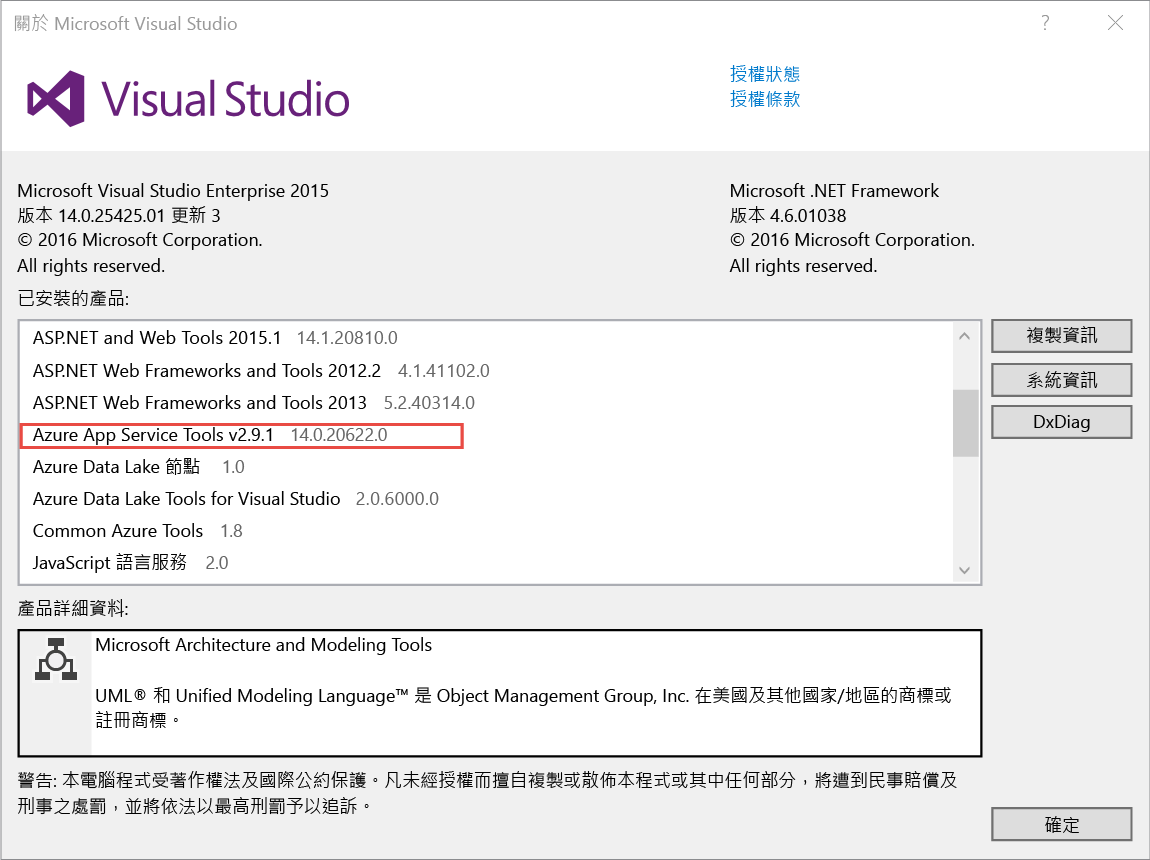 關於 Microsoft Visual Studio
?
Visual Studio
授權狀態
授權條款
Microsoft Visual Studio Enterprise 2015
版本 14.0.25425.01 更新 3
© 2016 Microsoft Corporation.
All rights reserved.
Microsoft .NET Framework
版本 4.6.01038
© 2016 Microsoft Corporation.
All rights reserved.
已安裝的產品:
ASP.NET and Web Tools 2015.1 14.1.20810.0
ASP.NET Web Frameworks and Tools 2012.2 4.1.41102.0
ASP.NET Web Frameworks and Tools 2013 5.2.40314.0
Azure App Service Tools v2.9.1 14.0.20622.0
Azure Data Lake 節點 1.0
Azure Data Lake Tools for Visual Studio 2.0.6000.0
Common Azure Tools 1.8
JavaScript 語言服務 2.0
複製資訊
系統資訊
DxDiag
產品詳細資料:
Microsoft Architecture and Modeling Tools
UML® 和 Unified Modeling Language™ 是 Object Management Group, Inc. 在美國及其他國家/地區的商標或
註冊商標。
警告: 本電腦程式受著作權法及國際公約保護。凡未經授權而擅自複製或散佈本程式或其中任何部分，將遭到民事賠償及
刑事之處罰，並將依法以最高刑罰予以追訴。
確定